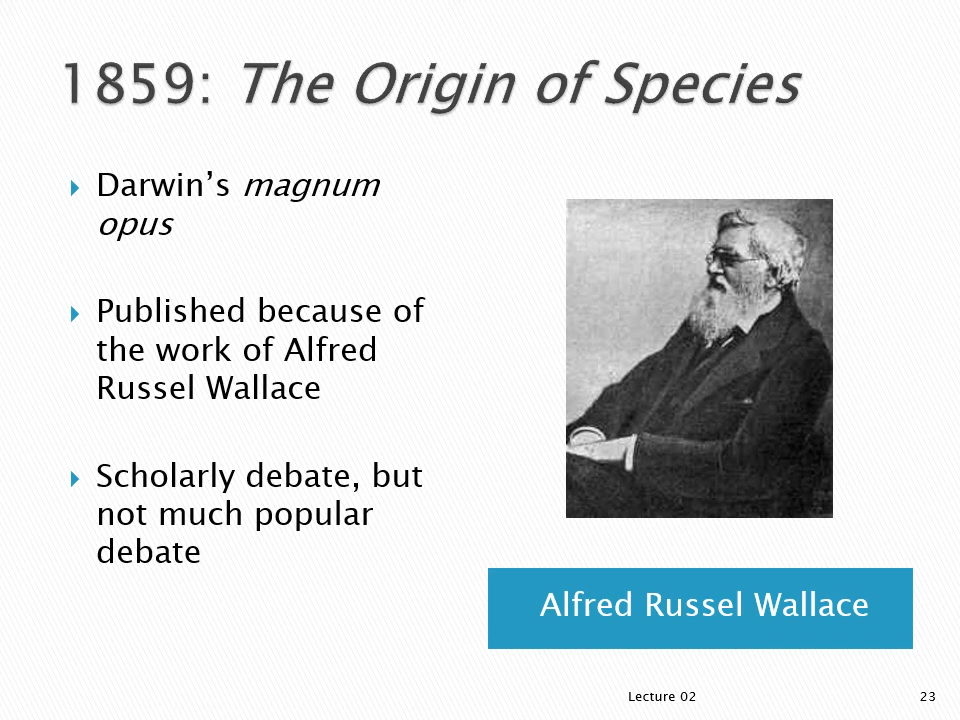 1859: The Origin of Species
Darwin’s magnum
opus
Published because of
the work of Alfred
Russel Wallace
Scholarly debate, but
not much popular
debate
Alfred Russel Wallace
Lecture 02
23